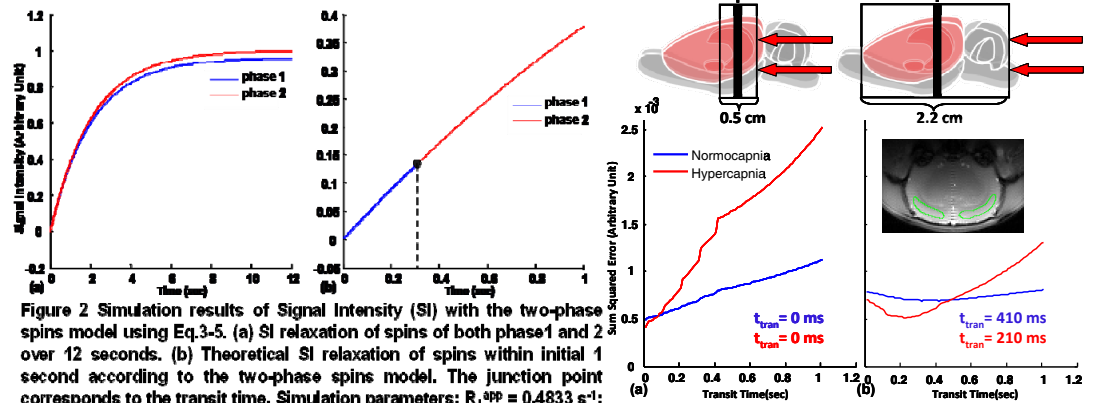 1.2
1
0.8
0.6
0.4
0.2
0
-0.2
Signal Intensity (Arbitrary Unit)
phase 1
phase 2
0 2 4 6 8 10 12
(a) Time (sec)
0.4
0.35
0.3
0.25
0.2
0.15
0.1
0.05
0
-0.05
phase 1
phase 2
0 0.2 0.4 0.6 0.8 1
(b) Time (sec)
Figure 2 Simulation results of Signal Intensity (SI) with the two-phase
spins model using Eq.3-5. (a) SI relaxation of spins of both phase1 and 2
over 12 seconds. (b) Theoretical SI relaxation of spins within initial 1
second according to the two-phase spins model. The junction point
corresponds to the transit time. Simulation parameters: R₁ᵃᵖᵖ = 0.4833 s⁻¹;
0.5 cm
2.2 cm
2.5
2
1.5
1
0.5
0
Sum Squared Error (Arbitrary Unit)
Normocapnia
Hypercapnia
t_tran= 0 ms
t_tran= 0 ms
0 0.2 0.4 0.6 0.8 1 1.2
(a) Transit Time(sec)
t_tran= 410 ms
t_tran= 210 ms
0 0.2 0.4 0.6 0.8 1 1.2
(b) Transit Time(sec)